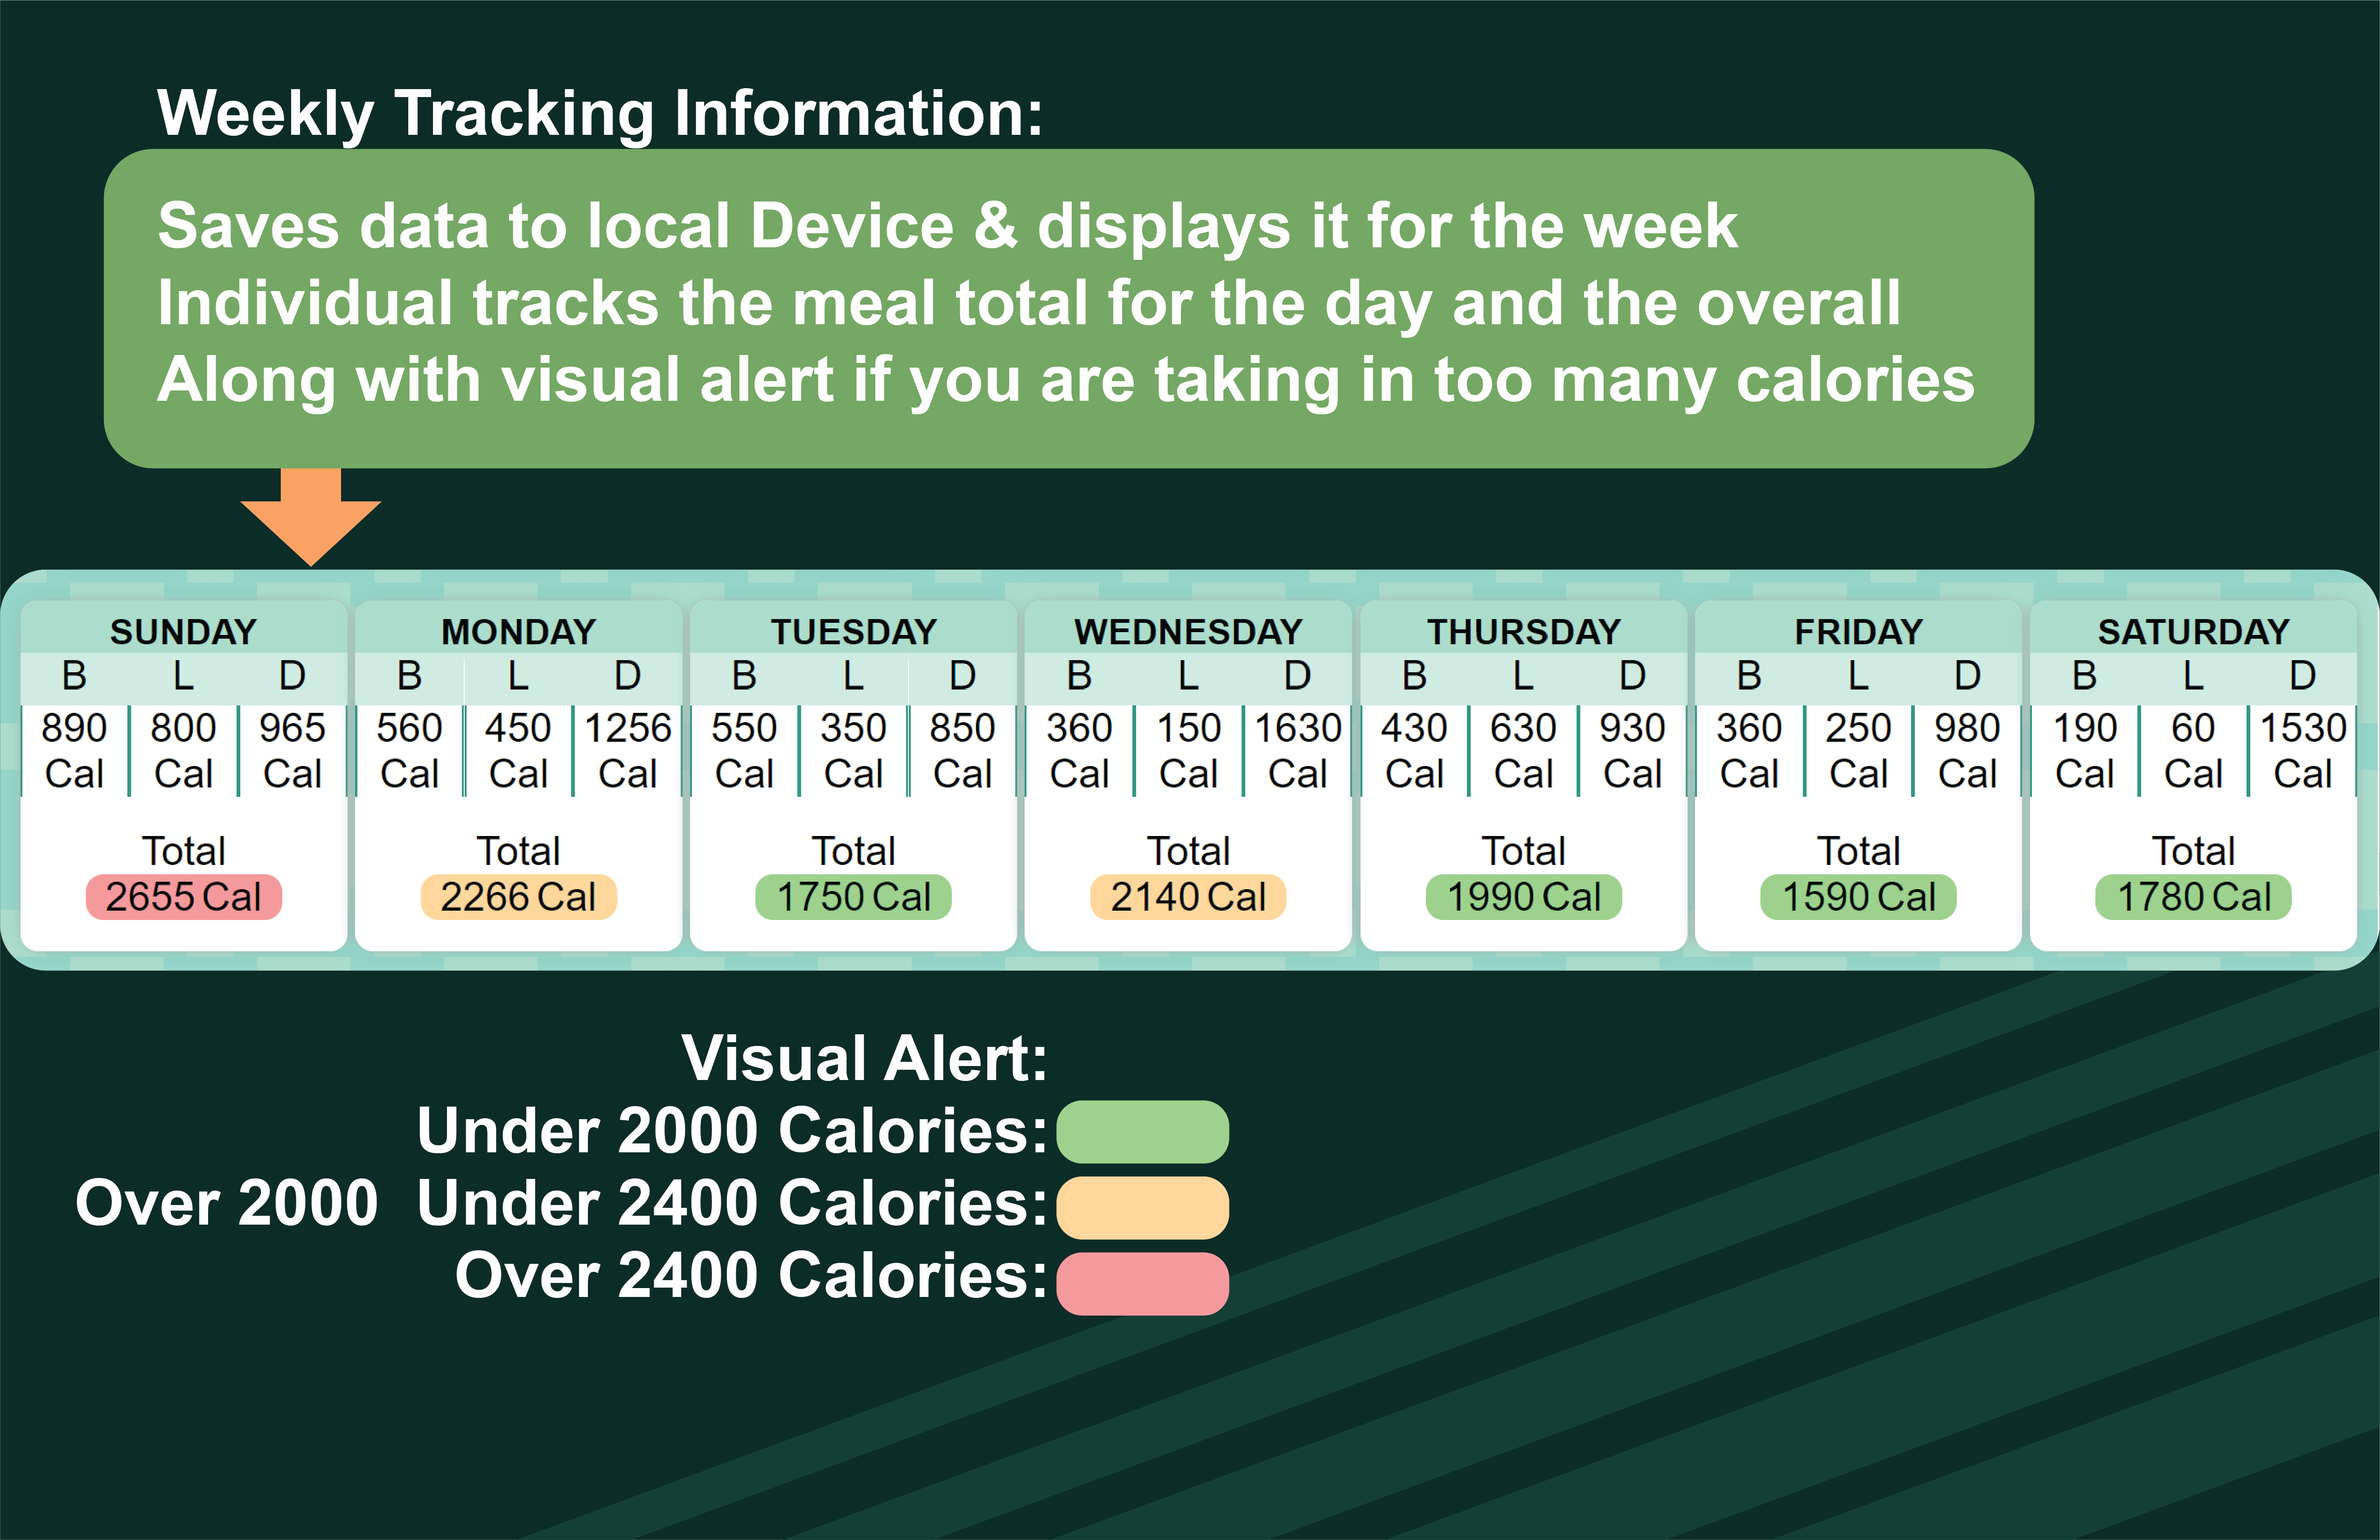 Weekly Tracking Information:
Saves data to local Device & displays it for the week
Individual tracks the meal total for the day and the overall
Along with visual alert if you are taking in too many calories
SUNDAY MONDAY TUESDAY WEDNESDAY THURSDAY FRIDAY SATURDAY
B L D B L D B L D B L D B L D B L D B L D
890 800 965 560 450 1256 550 350 850 360 150 1630 430 630 930 360 250 980 190 60 1530
Cal Cal Cal Cal Cal Cal Cal Cal Cal Cal Cal Cal Cal Cal Cal Cal Cal Cal Cal Cal Cal
Total Total Total Total Total Total Total
2655 Cal 2266 Cal 1750 Cal 2140 Cal 1990 Cal 1590 Cal 1780 Cal
Visual Alert:
Under 2000 Calories:
Over 2000 Under 2400 Calories:
Over 2400 Calories: